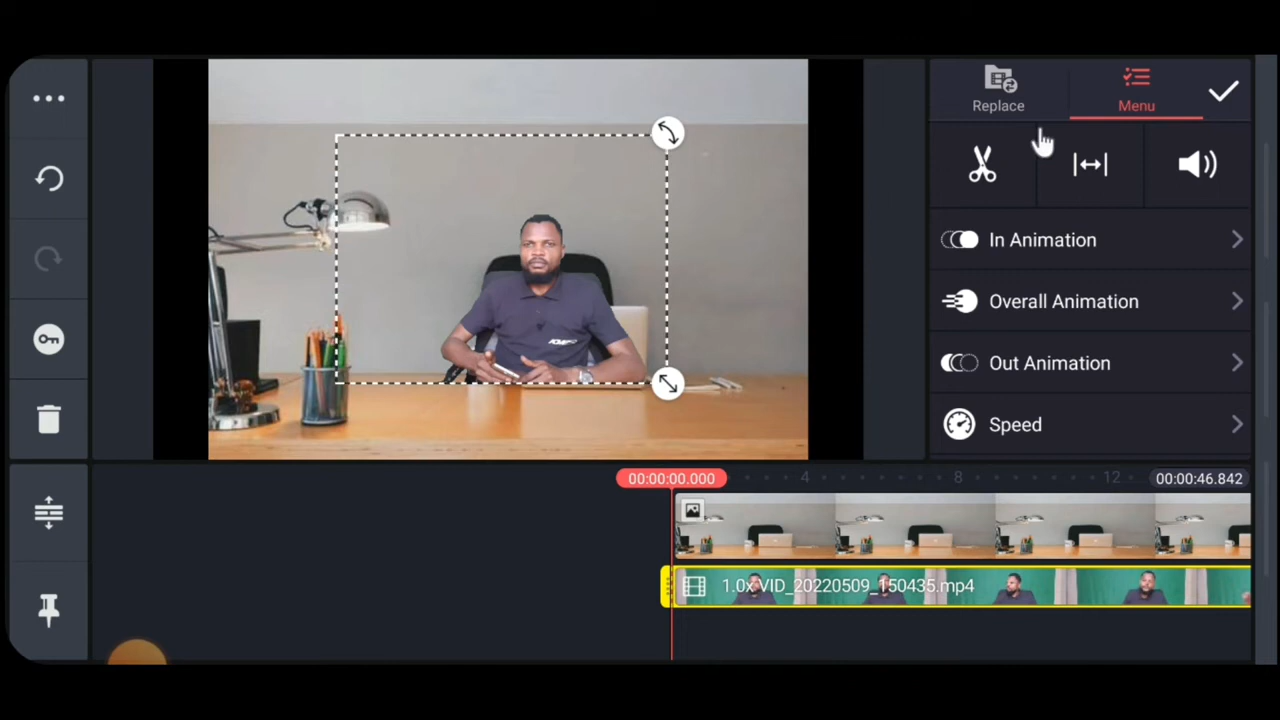 Replace
Menu
In Animation
Overall Animation
Out Animation
Speed
00:00:00.000
4
8
12
00:00:46.842
1.0x VID_20220509_150435.mp4